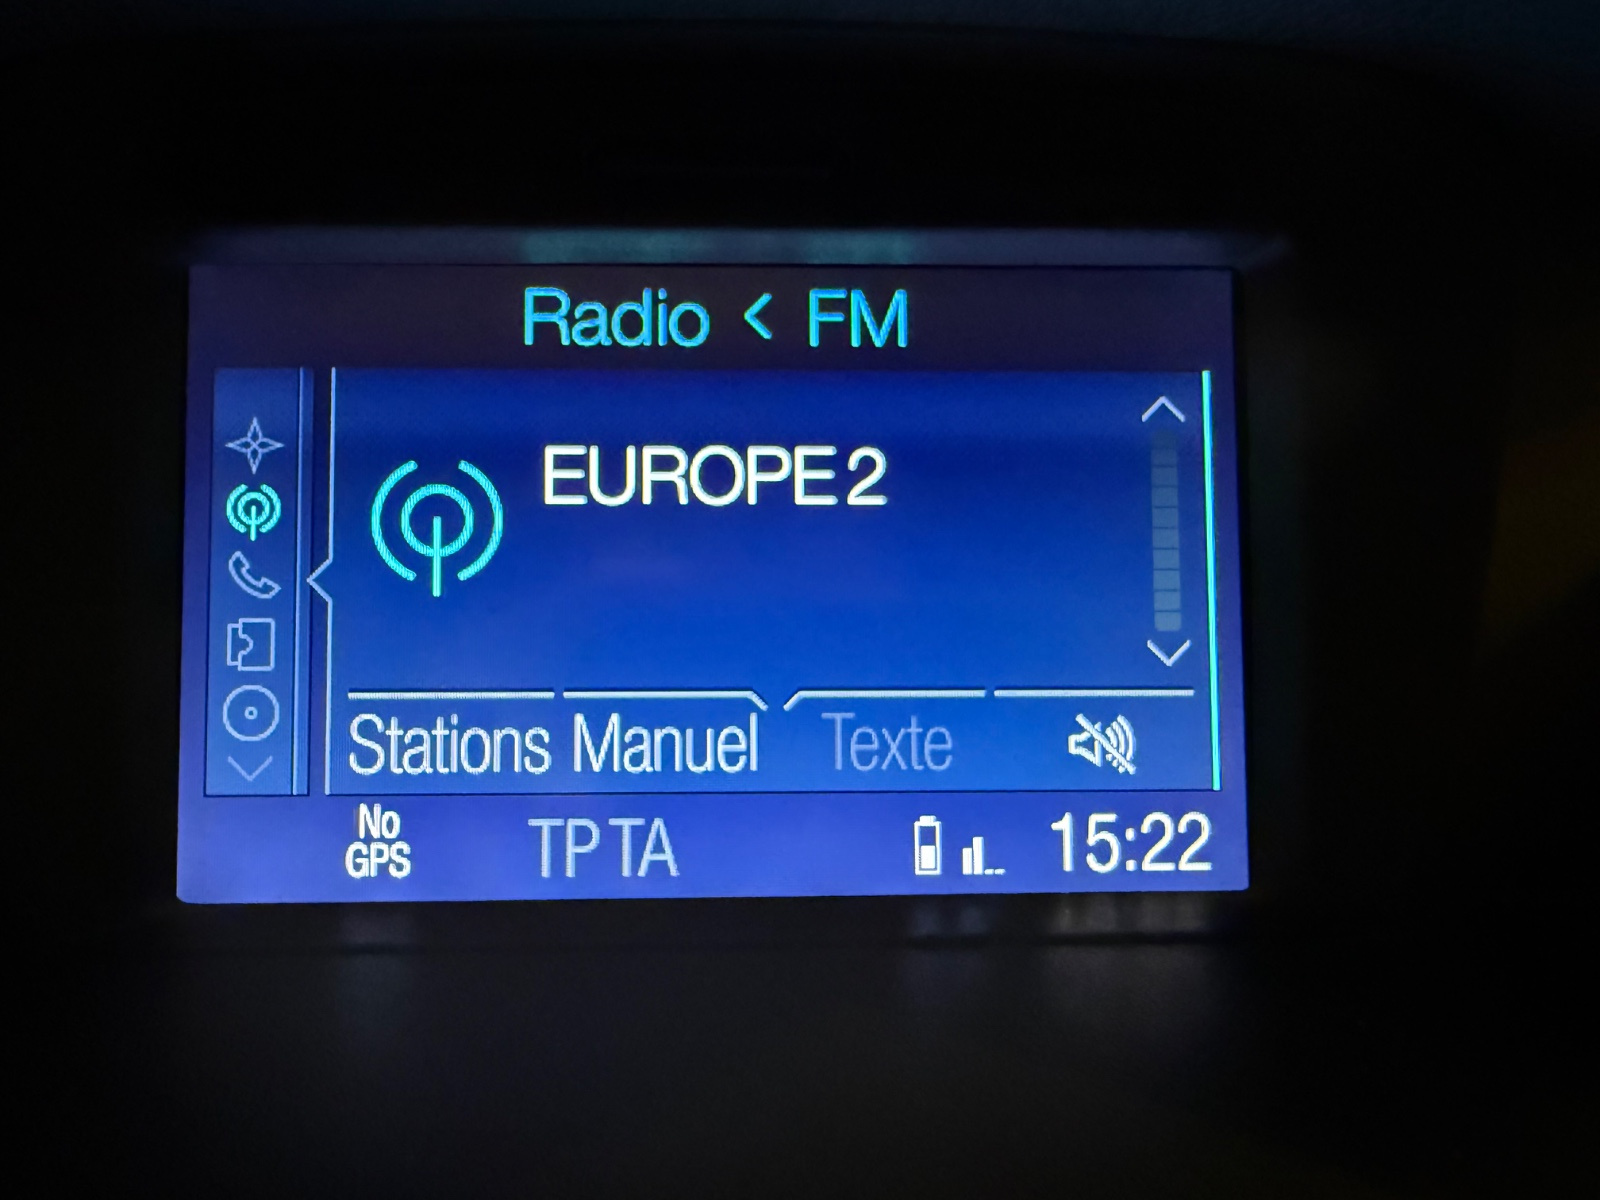 Radio < FM
EUROPE 2
Stations Manuel Texte
No GPS TP TA 15:22